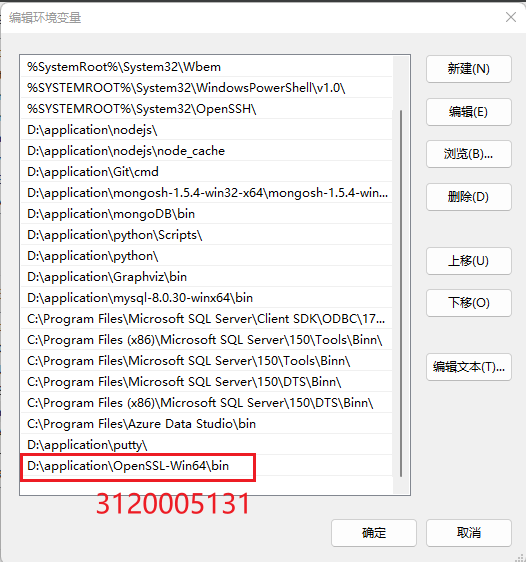 编辑环境变量
%SystemRoot%\System32\Wbem
%SYSTEMROOT%\System32\WindowsPowerShell\v1.0\
%SYSTEMROOT%\System32\OpenSSH\
D:\application\nodejs\
D:\application\nodejs\node_cache
D:\application\Git\cmd
D:\application\mongosh-1.5.4-win32-x64\mongosh-1.5.4-win...
D:\application\mongoDB\bin
D:\application\python\Scripts\
D:\application\python\
D:\application\Graphviz\bin
D:\application\mysql-8.0.30-winx64\bin
C:\Program Files\Microsoft SQL Server\Client SDK\ODBC\17...
C:\Program Files (x86)\Microsoft SQL Server\150\Tools\Binn\
C:\Program Files\Microsoft SQL Server\150\Tools\Binn\
C:\Program Files\Microsoft SQL Server\150\DTS\Binn\
C:\Program Files (x86)\Microsoft SQL Server\150\DTS\Binn\
C:\Program Files\Azure Data Studio\bin
D:\application\putty\
D:\application\OpenSSL-Win64\bin
3120005131
新建(N)
编辑(E)
浏览(B)...
删除(D)
上移(U)
下移(O)
编辑文本(T)...
确定
取消